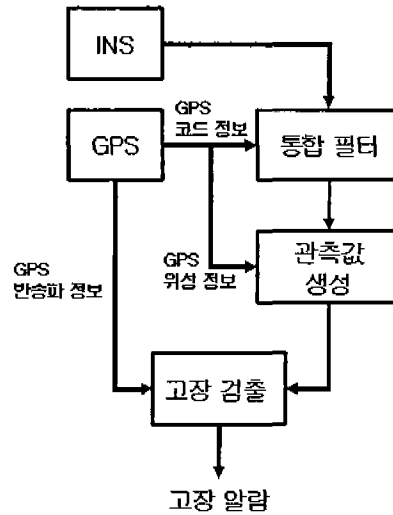 INS
GPS
코드 정보
GPS
통합 필터
GPS
위성 정보
관측값
생성
GPS
반송파 정보
고장 검출
고장 알람